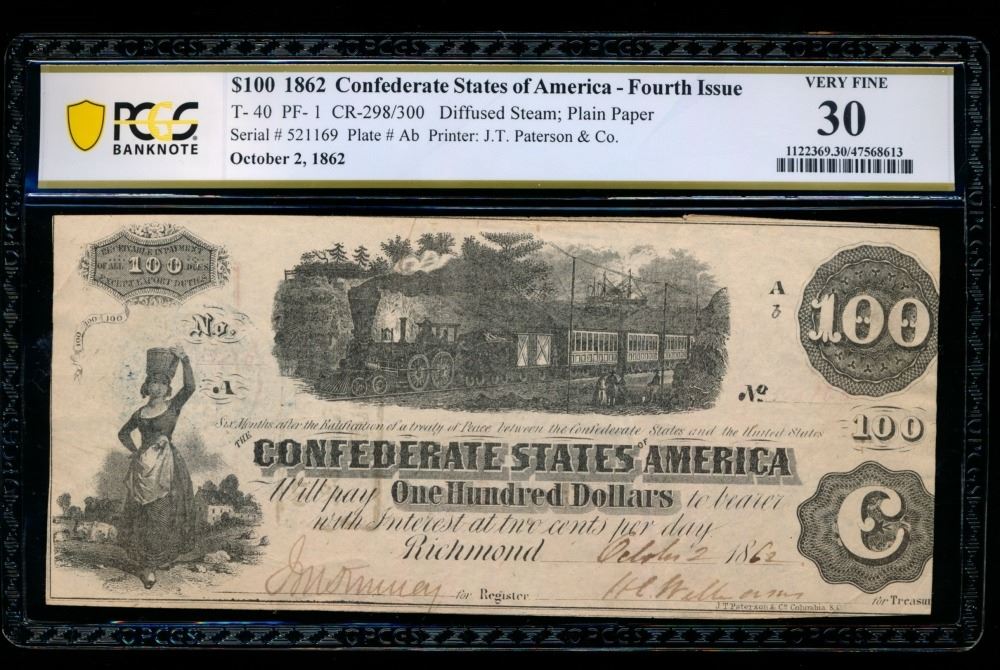 PCGS
BANKNOTE
$100 1862 Confederate States of America - Fourth Issue
T- 40 PF- 1 CR-298/300 Diffused Steam; Plain Paper
Serial # 521169 Plate # Ab Printer: J.T. Paterson & Co.
October 2, 1862
VERY FINE
30
1122369.30/47568613
RECEIVABLE IN PAYMENT
OF ALL 100 DUES
EXCEPT EXPORT DUTIES
100 100 100
No.
A
A
b
100
No
Six Months after the Ratification of a treaty of Peace between the Confederate States and the United States
100
THE CONFEDERATE STATES OF AMERICA
Will pay One Hundred Dollars to bearer
with Interest at two cents per day
C
Richmond October 2 1862
for Register
for Treasu
J.T. Paterson & Co. Columbia S.C.